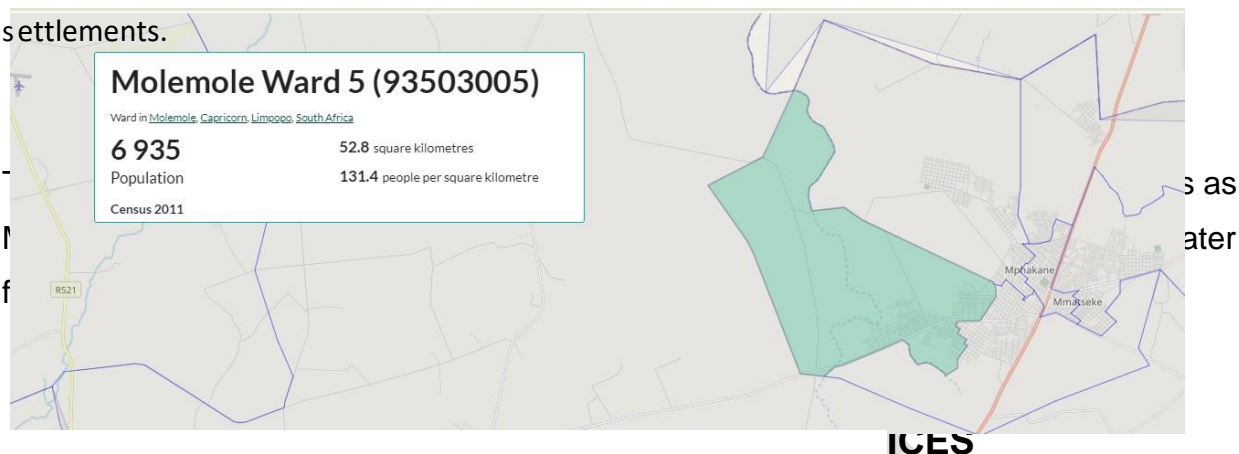 settlements.
Molemole Ward 5 (93503005)
Ward in Molemole, Capricorn, Limpopo, South Africa
6 935
Population
52.8 square kilometres
131.4 people per square kilometre
Census 2011
s as
ater
R521
Mphakane
Mmatseke
ICES